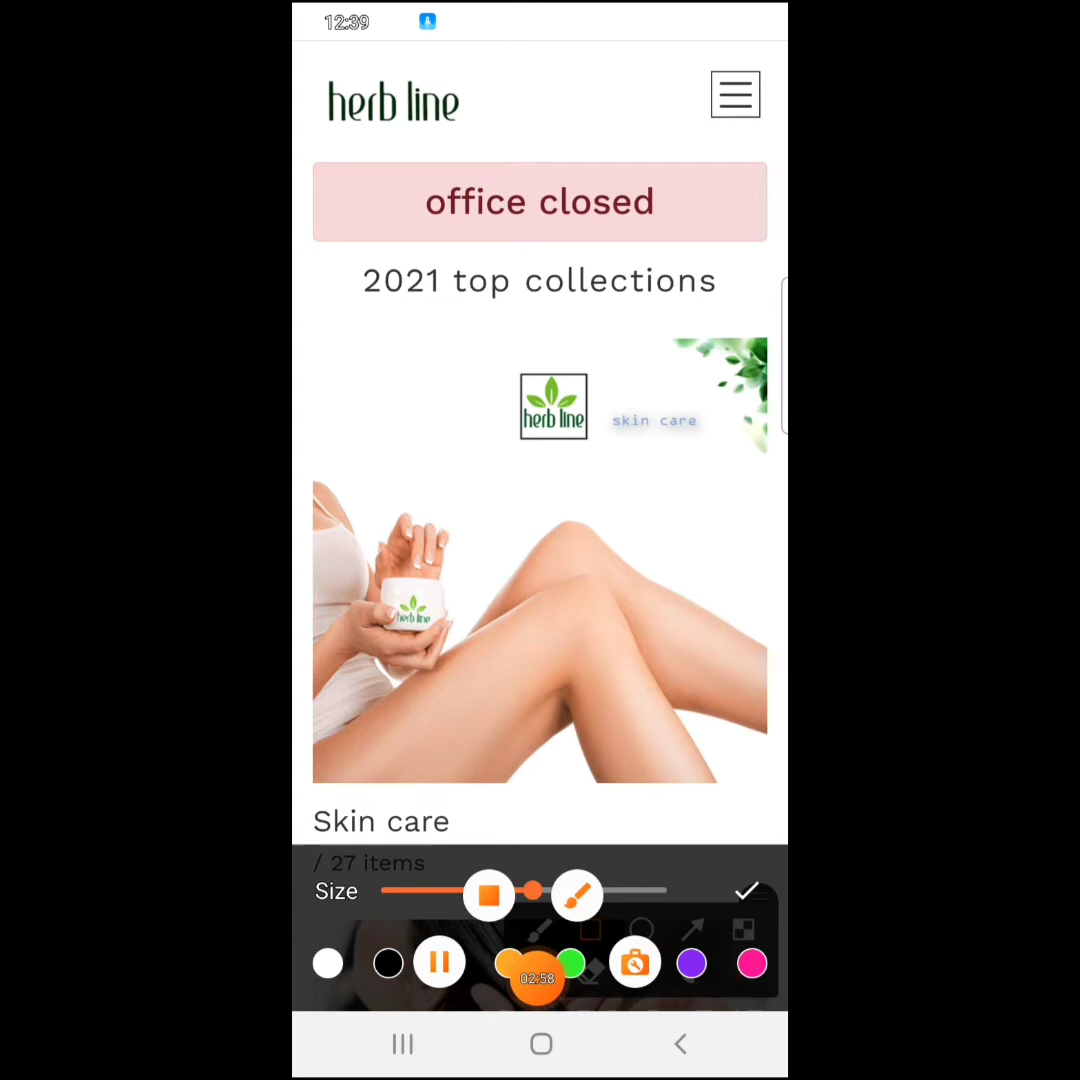 12:39
herb line
office closed
2021 top collections
herb line
skin care
herb line
Skin care
/ 27 items
Size
02:58